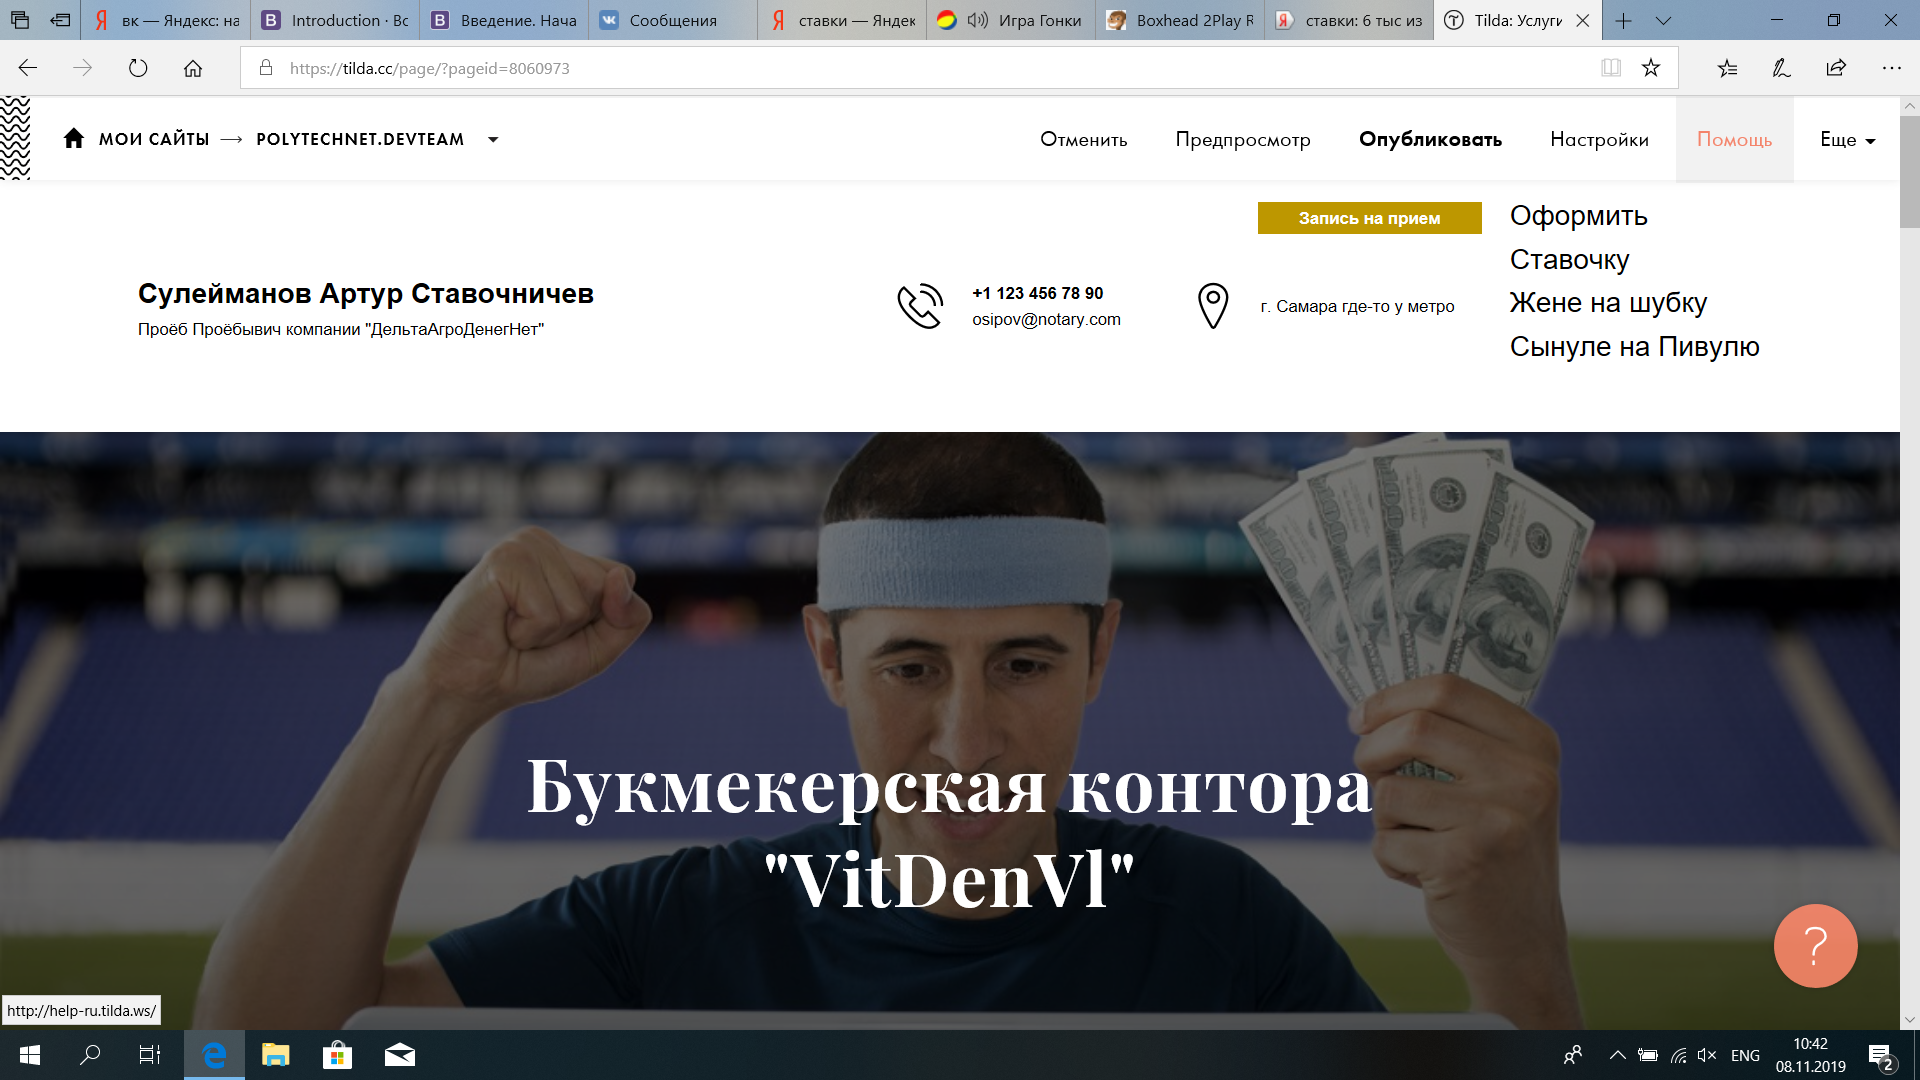 вк — Яндекс: на
Introduction · Bo
Введение. Нача
Сообщения
ставки — Яндек
Игра Гонки
Boxhead 2Play R
ставки: 6 тыс из
Tilda: Услуги
https://tilda.cc/page/?pageid=8060973
МОИ САЙТЫ → POLYTECHNET.DEVTEAM
Отменить
Предпросмотр
Опубликовать
Настройки
Помощь
Еще
Запись на прием
Оформить
Ставочку
Жене на шубку
Сынуле на Пивулю
Сулейманов Артур Ставочничев
Проёб Проёбывич компании "ДельтаАгроДенегНет"
+1 123 456 78 90
osipov@notary.com
г. Самара где-то у метро
Букмекерская контора
"VitDenVl"
?
http://help-ru.tilda.ws/
ENG
10:42
08.11.2019
2